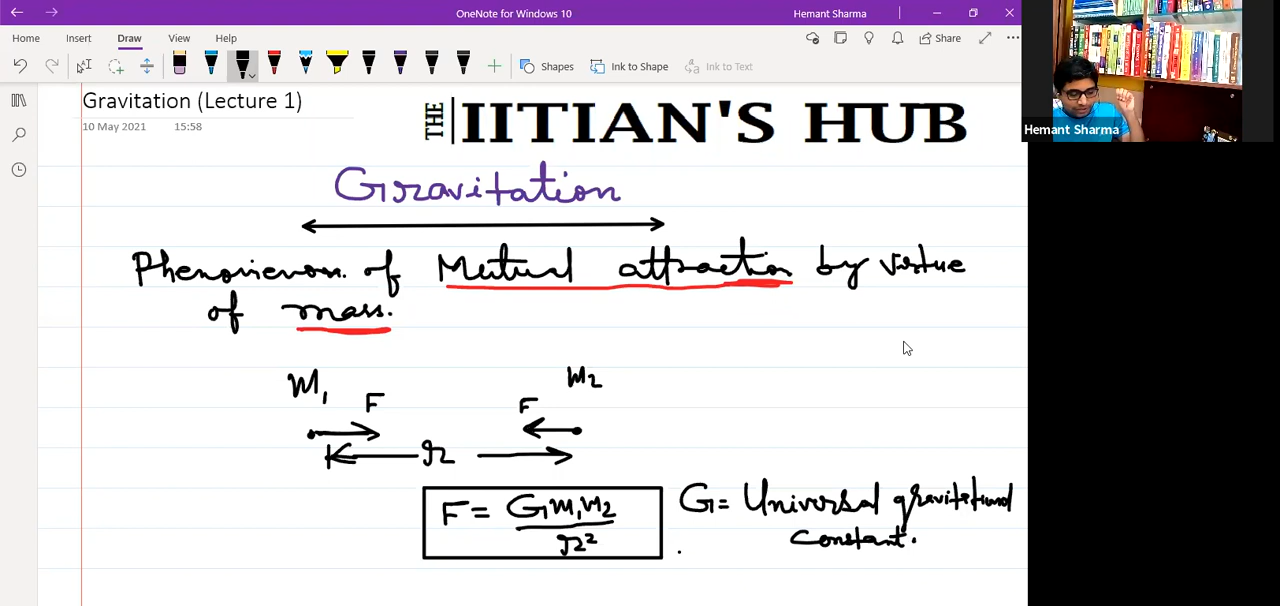 OneNote for Windows 10
Hemant Sharma
Home Insert Draw View Help
Share
Shapes Ink to Shape Ink to Text
Gravitation (Lecture 1)
10 May 2021 15:58
THE IITIAN'S HUB
Hemant Sharma
Gravitation
Phenomenon of Mutual attraction by virtue
of mass.
m₁ m₂
F F
r
F = Gm₁m₂/r² G = Universal gravitational
constant.